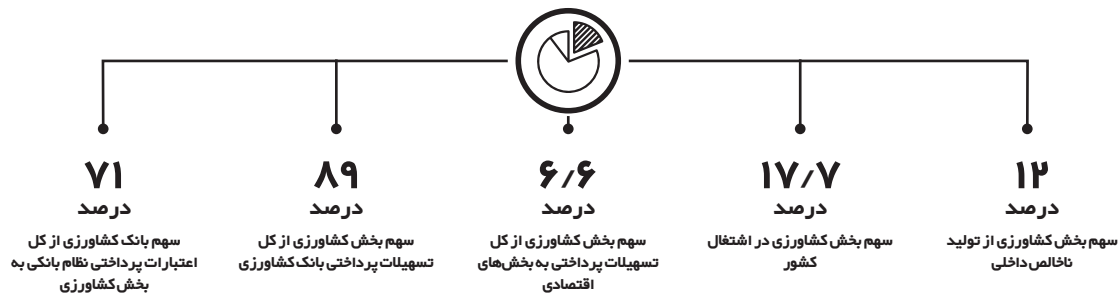 ۱۲
درصد
سهم بخش کشاورزی از تولید
ناخالص داخلی
۱۷٫۷
درصد
سهم بخش کشاورزی در اشتغال
کشور
۶٫۶
درصد
سهم بخش کشاورزی از کل
تسهیلات پرداختی به بخش‌های
اقتصادی
۸۹
درصد
سهم بخش کشاورزی از کل
تسهیلات پرداختی بانک کشاورزی
۷۱
درصد
سهم بانک کشاورزی از کل
اعتبارات پرداختی نظام بانکی به
بخش کشاورزی